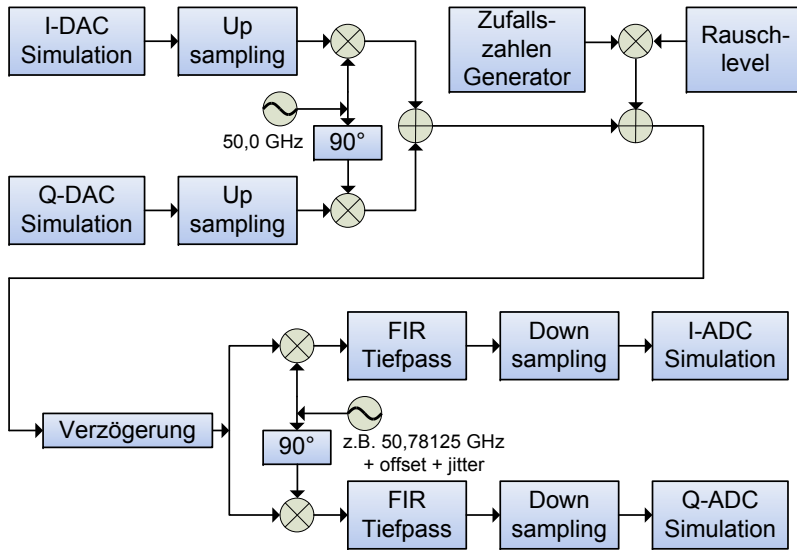 I-DAC
Simulation
Up
sampling
Zufalls-
zahlen
Generator
Rausch-
level
50,0 GHz
90°
Q-DAC
Simulation
Up
sampling
FIR
Tiefpass
Down
sampling
I-ADC
Simulation
Verzögerung
90°
z.B. 50,78125 GHz
+ offset + jitter
FIR
Tiefpass
Down
sampling
Q-ADC
Simulation